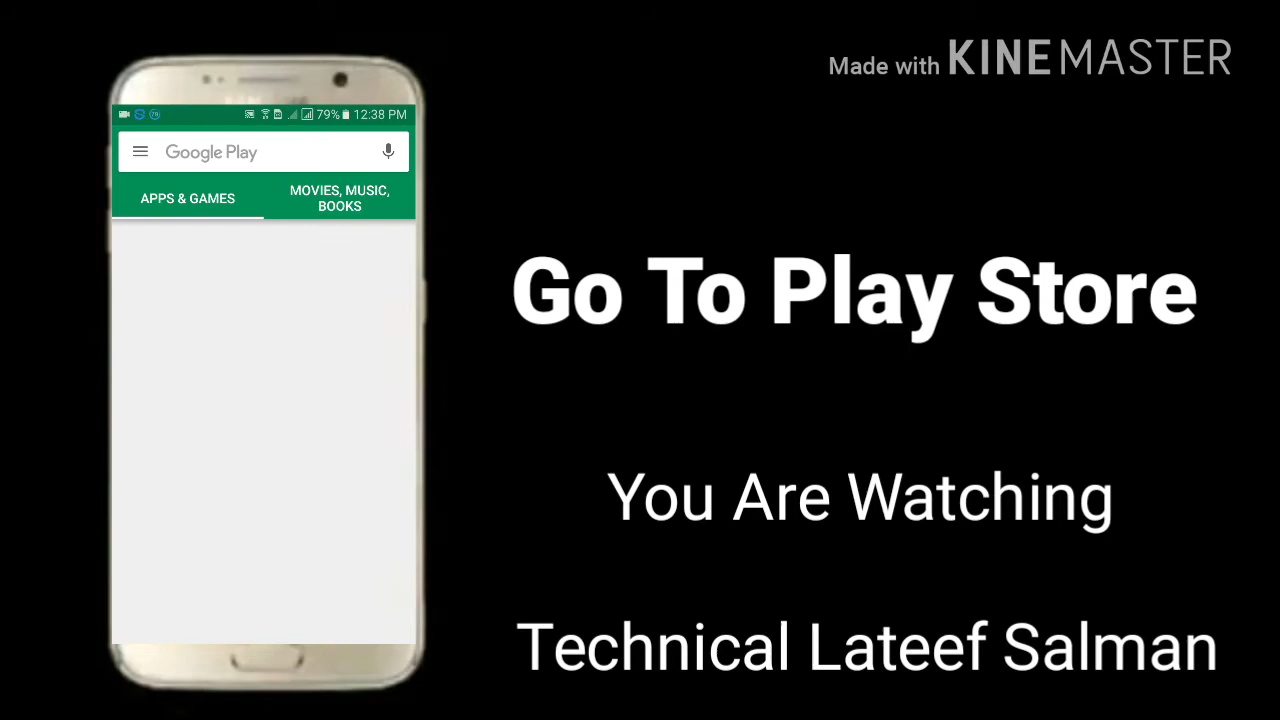 Made with KINEMASTER
79% 12:38 PM
Google Play
APPS & GAMES
MOVIES, MUSIC,
BOOKS
Go To Play Store
You Are Watching
Technical Lateef Salman